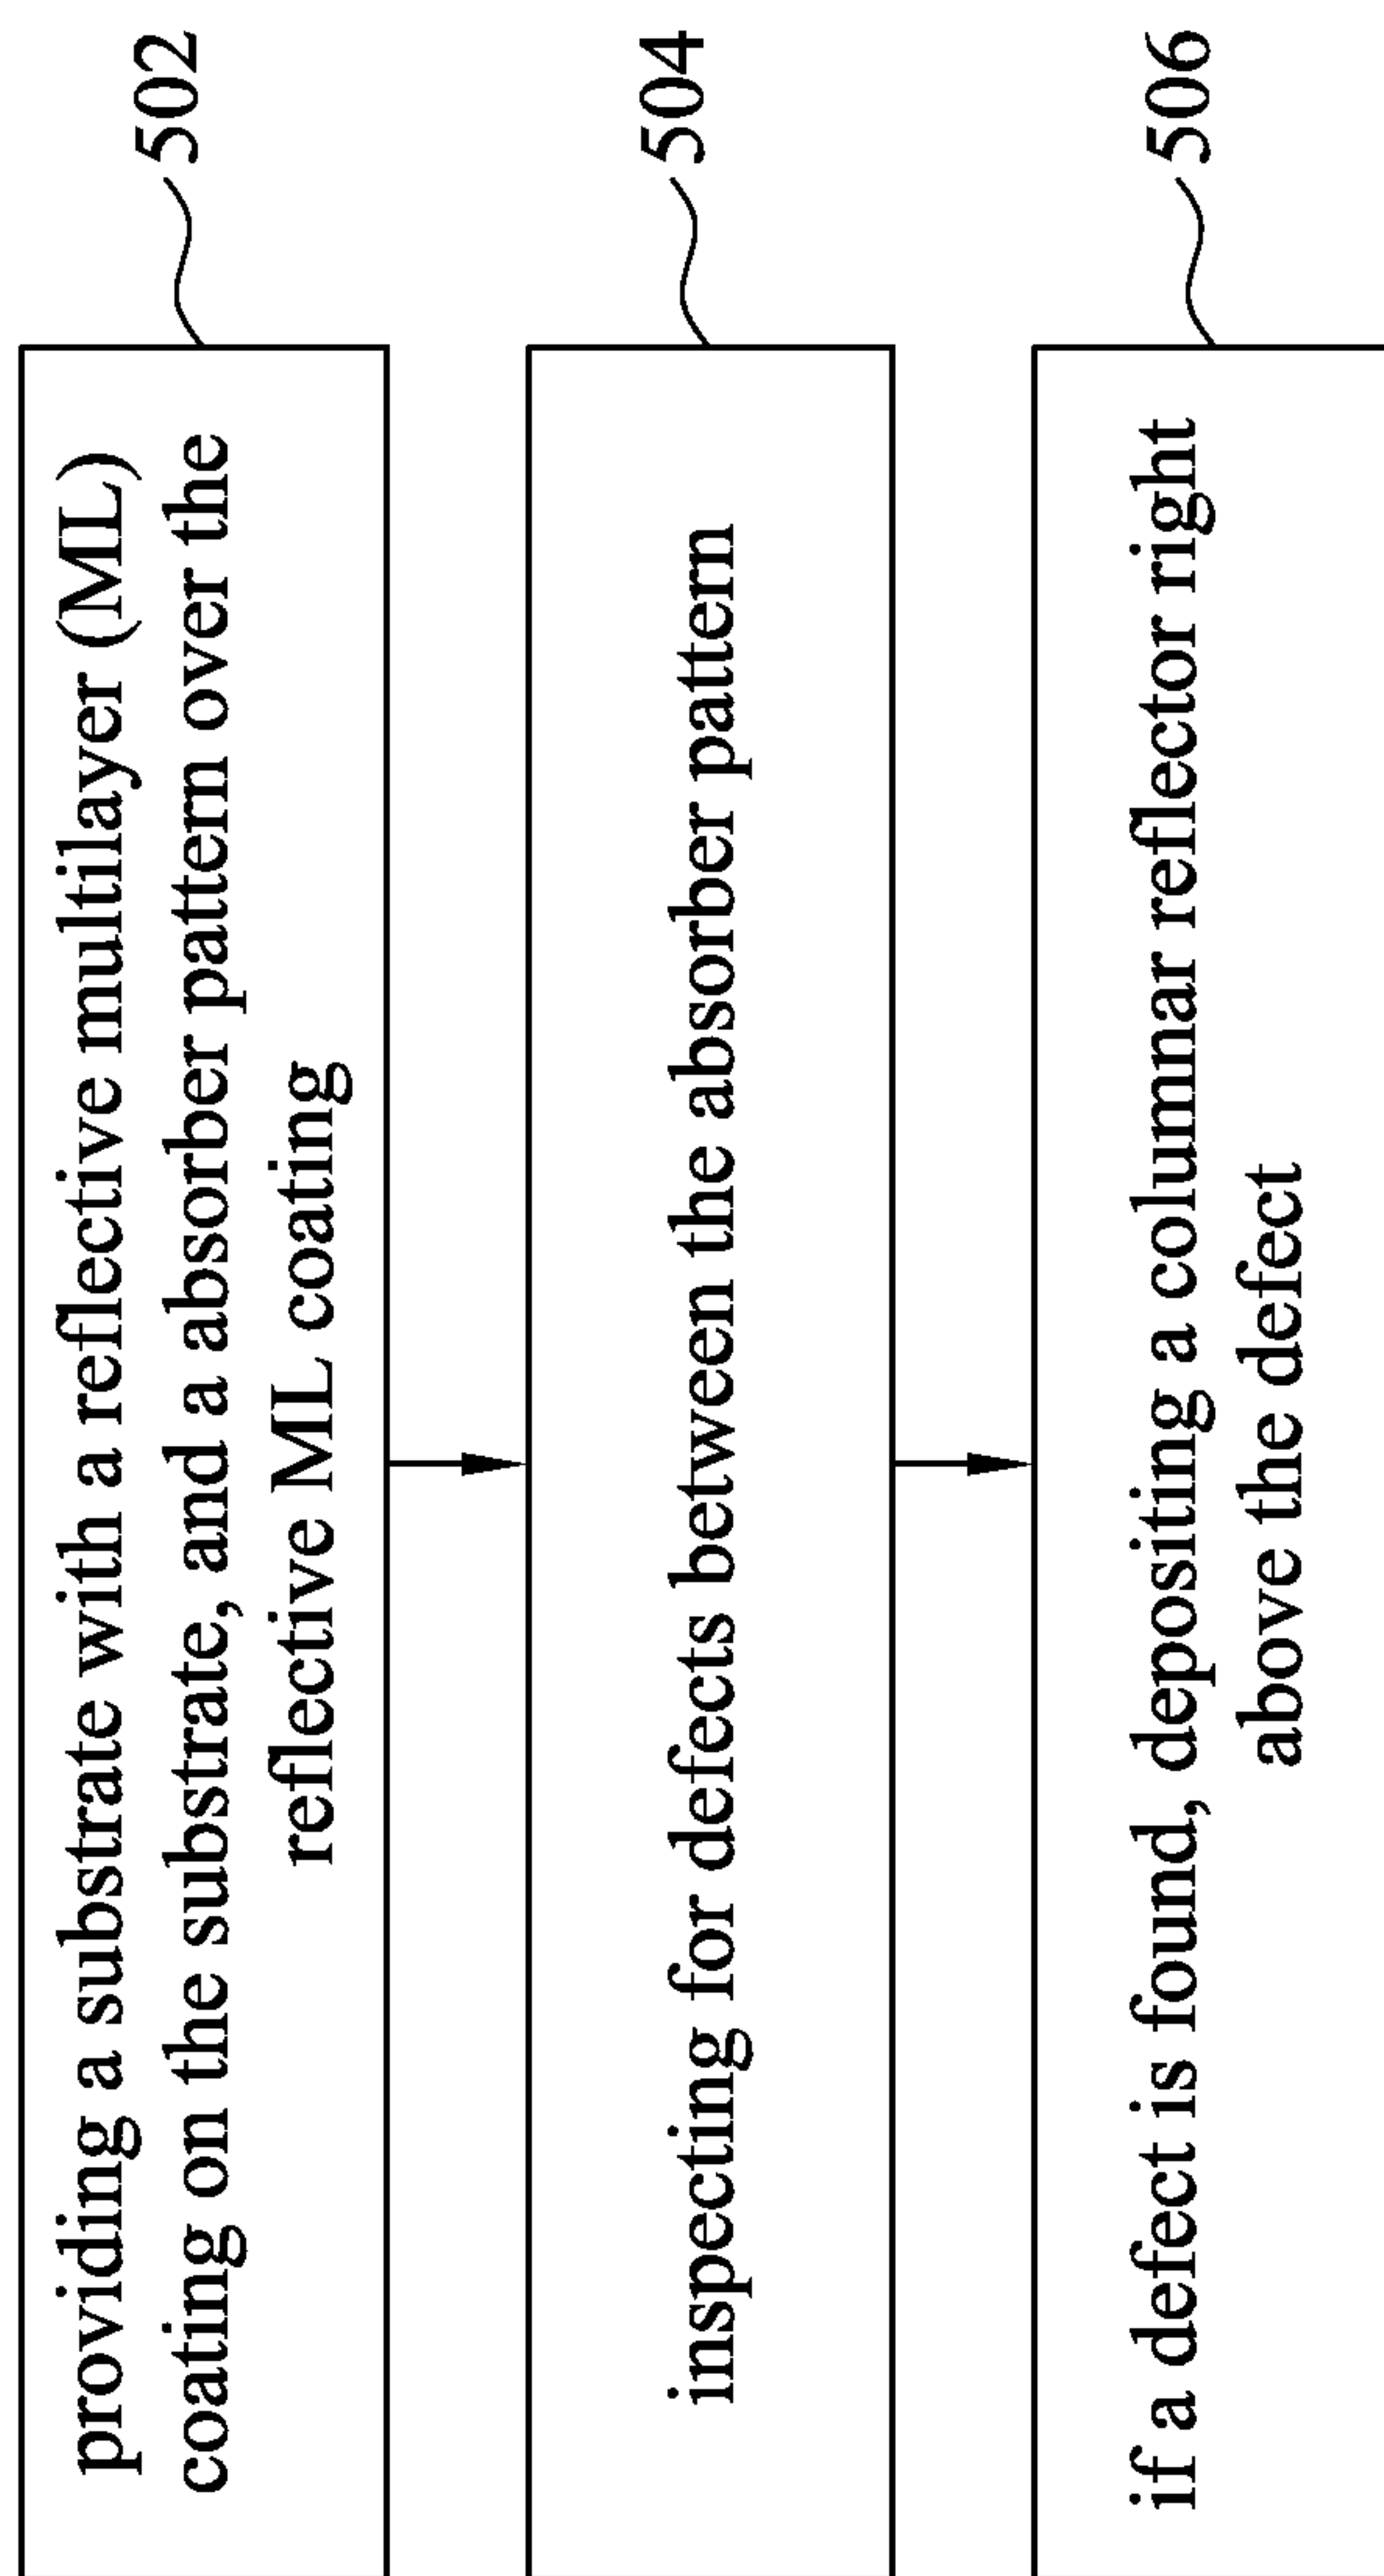 providing a substrate with a reflective multilayer (ML)
coating on the substrate, and a absorber pattern over the
reflective ML coating
502
inspecting for defects between the absorber pattern
504
if a defect is found, depositing a columnar reflector right
above the defect
506